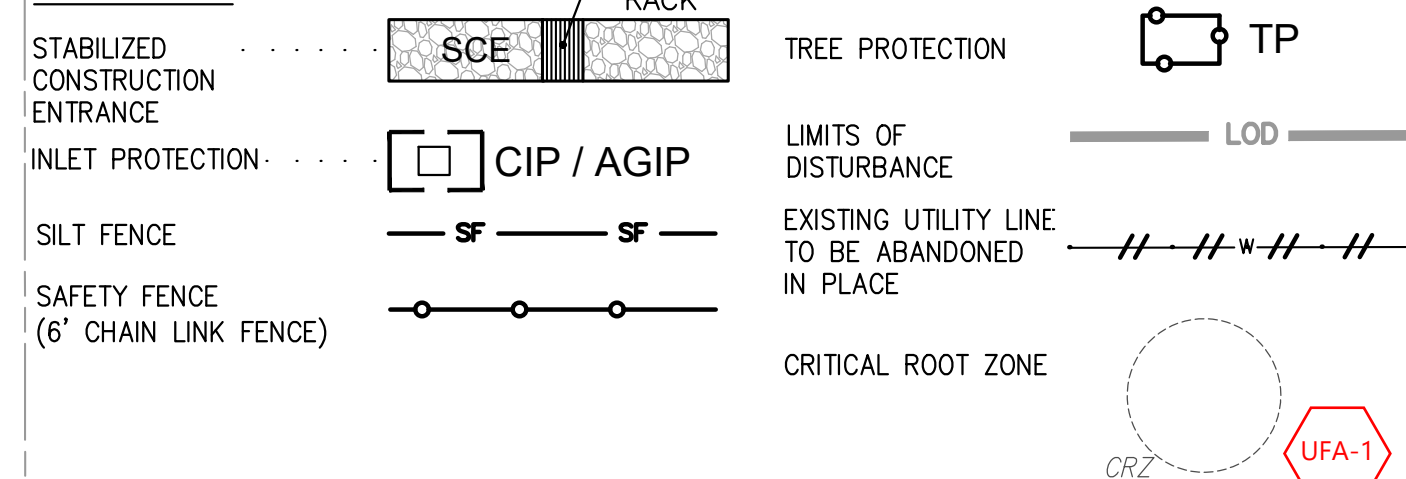 RACK
STABILIZED
CONSTRUCTION
ENTRANCE
SCE
INLET PROTECTION
CIP / AGIP
SILT FENCE
SF SF
SAFETY FENCE
(6' CHAIN LINK FENCE)
TREE PROTECTION
TP
LIMITS OF
DISTURBANCE
LOD
EXISTING UTILITY LINE
TO BE ABANDONED
IN PLACE
W
CRITICAL ROOT ZONE
CRZ
UFA-1